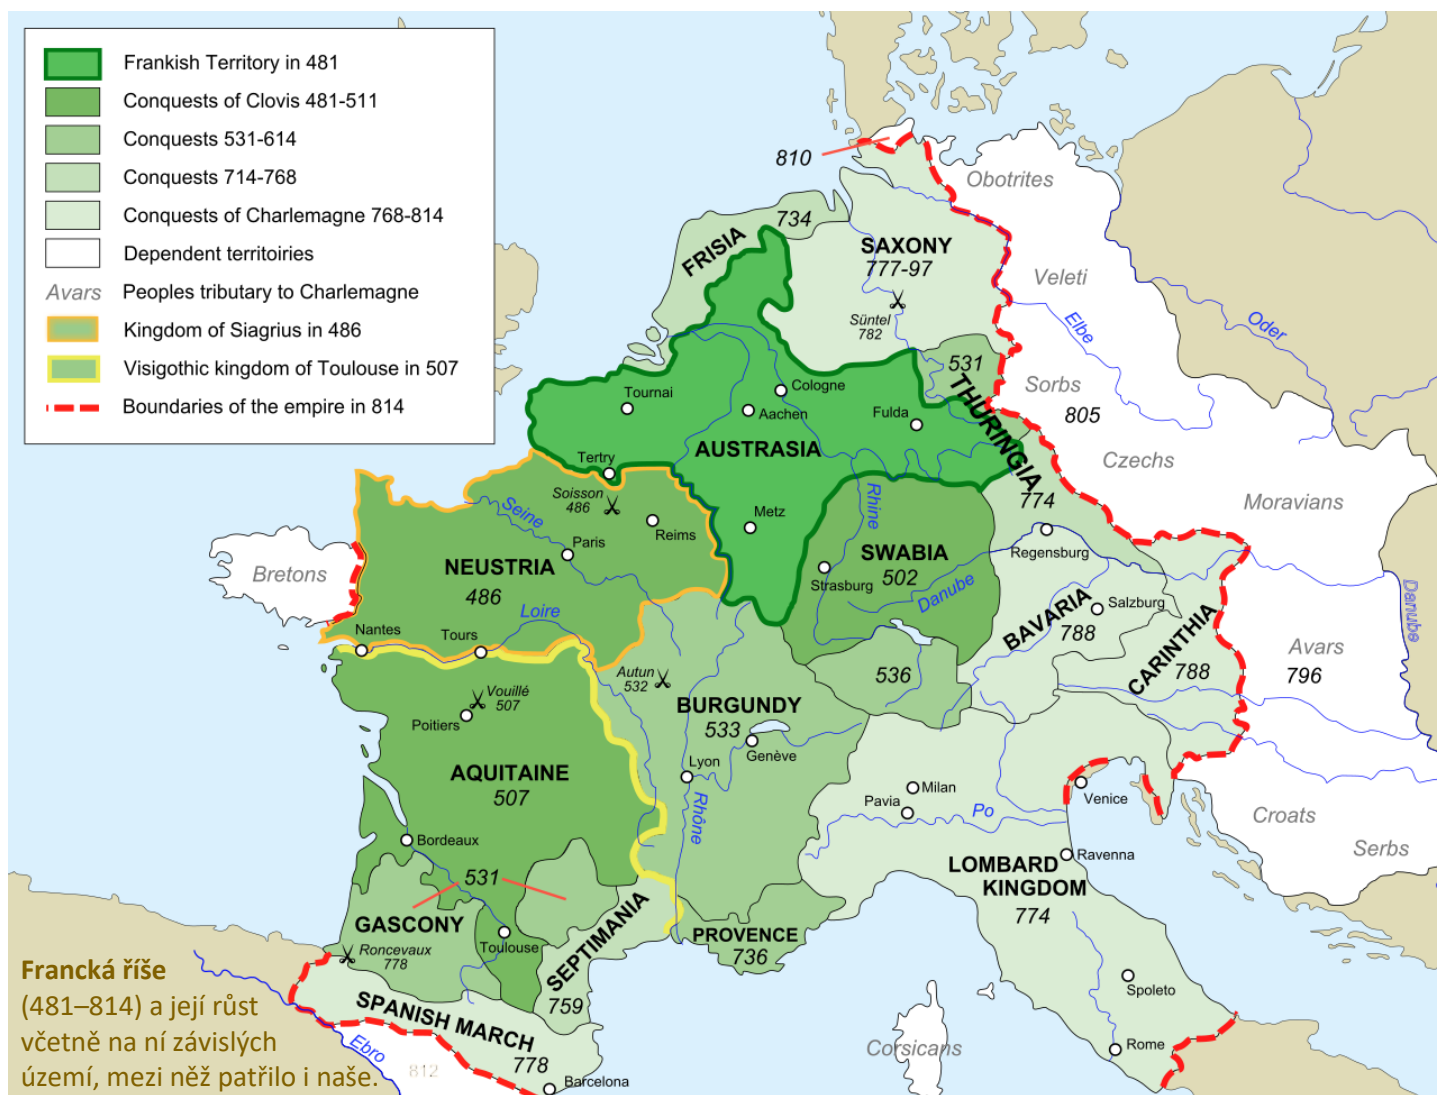 Frankish Territory in 481
Conquests of Clovis 481-511
Conquests 531-614
Conquests 714-768
Conquests of Charlemagne 768-814
Dependent territoiries
Avars Peoples tributary to Charlemagne
Kingdom of Siagrius in 486
Visigothic kingdom of Toulouse in 507
Boundaries of the empire in 814
810
Obotrites
734
FRISIA
SAXONY
777-97
Veleti
Süntel
782
Elbe
Oder
531
THURINGIA
Sorbs
805
Tournai
Cologne
Aachen
Fulda
AUSTRASIA
Czechs
Tertry
Soisson
486
Seine
Reims
Metz
Rhine
774
Moravians
Paris
Regensburg
NEUSTRIA
486
SWABIA
502
Strasburg
Danube
Bretons
Loire
BAVARIA
788
Salzburg
Danube
Nantes
Tours
CARINTHIA
788
Avars
796
Autun
532
536
Vouillé
507
Poitiers
BURGUNDY
533
Genève
Lyon
AQUITAINE
507
Rhône
Milan
Pavia
Po
Venice
Croats
Serbs
Bordeaux
Ravenna
531
LOMBARD
KINGDOM
774
GASCONY
Toulouse
SEPTIMANIA
759
PROVENCE
736
Roncevaux
778
SPANISH MARCH
778
Spoleto
Corsicans
Rome
Ebro
812
Barcelona
Francká říše
(481–814) a její růst
včetně na ní závislých
území, mezi něž patřilo i naše.